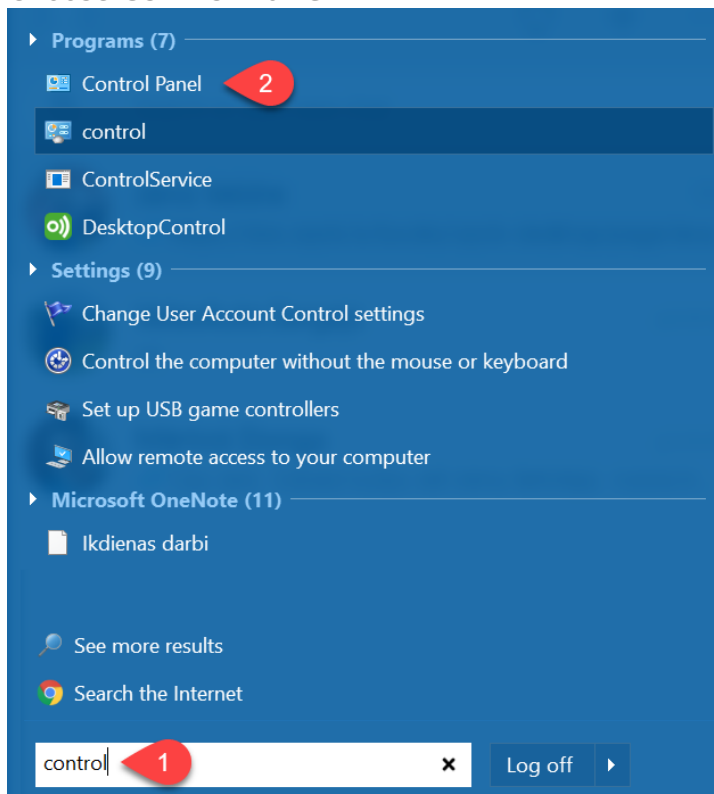 Programs (7)
Control Panel 2
control
ControlService
DesktopControl
Settings (9)
Change User Account Control settings
Control the computer without the mouse or keyboard
Set up USB game controllers
Allow remote access to your computer
Microsoft OneNote (11)
Ikdienas darbi
See more results
Search the Internet
control 1 Log off